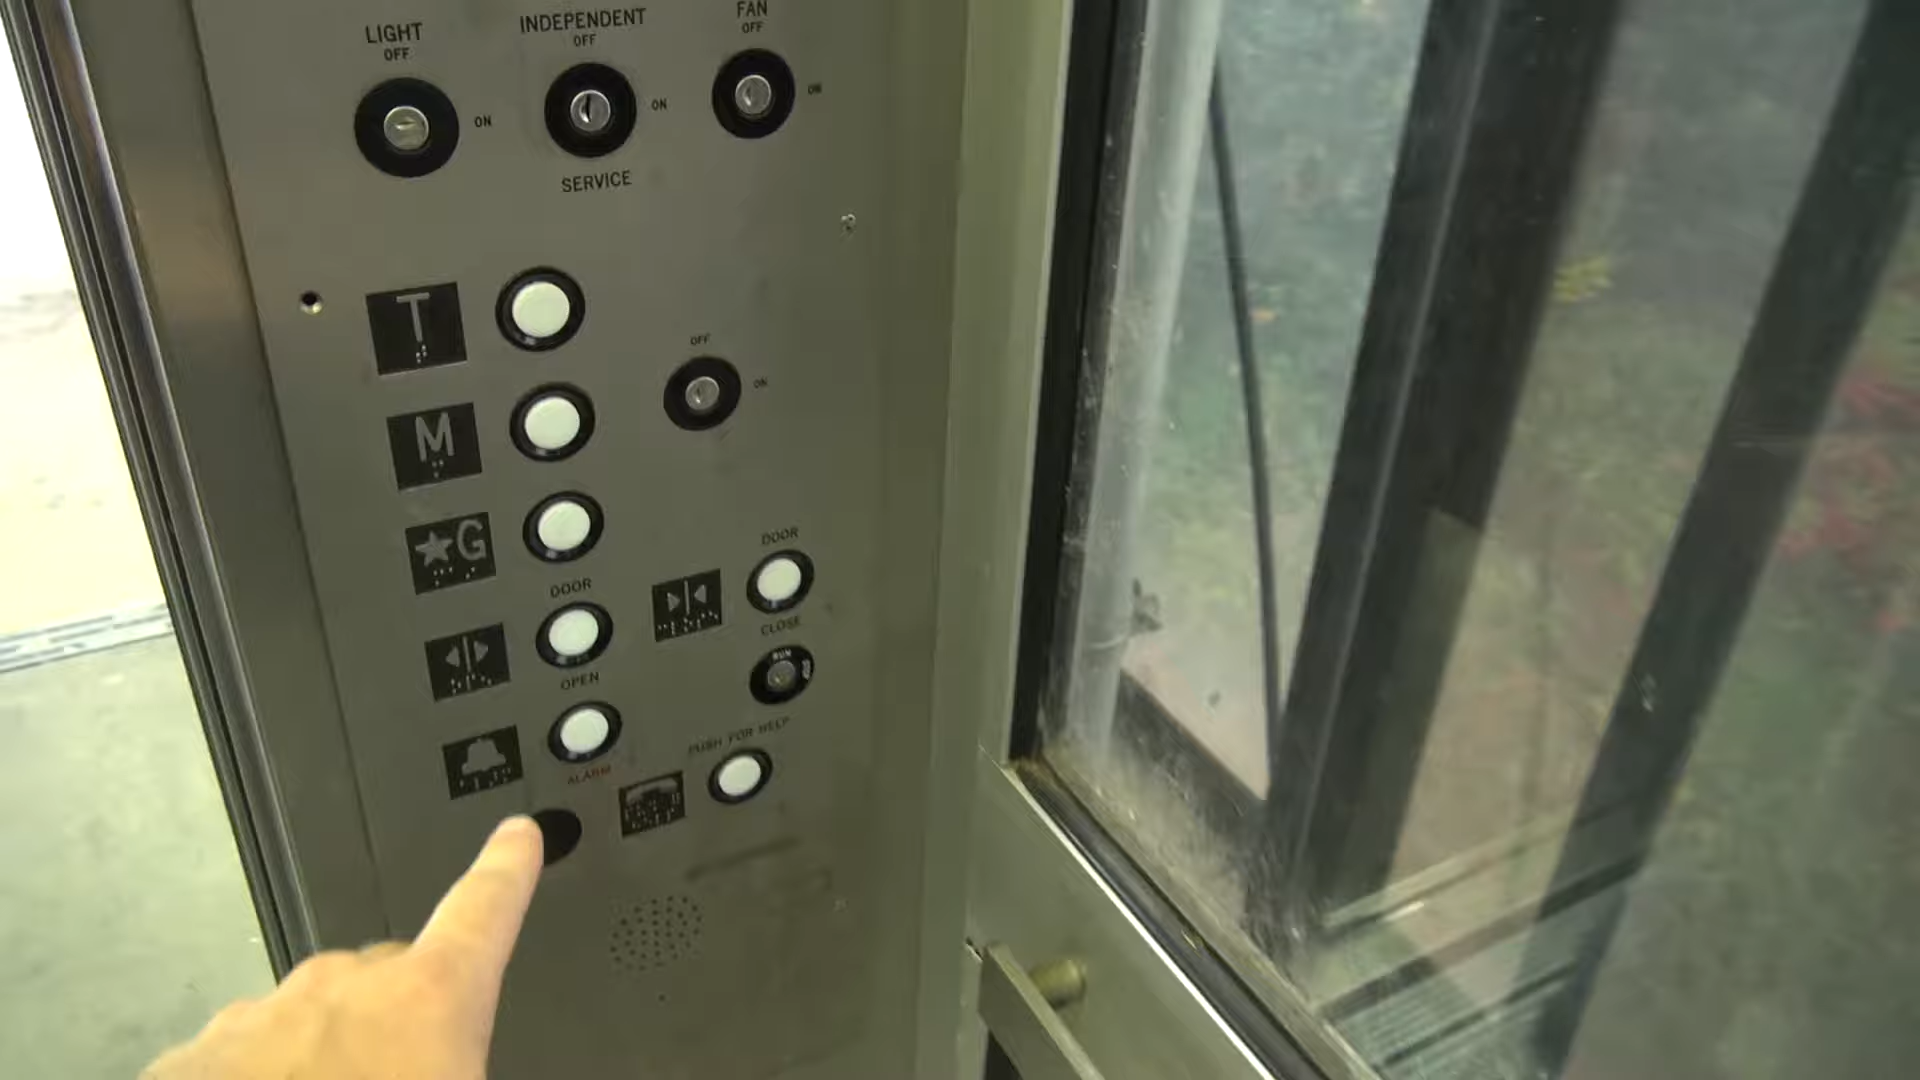 LIGHT
OFF
ON
INDEPENDENT
OFF
ON
SERVICE
FAN
OFF
ON
T
OFF
ON
M
★G
DOOR
OPEN
DOOR
CLOSE
RUN
ALARM
PUSH FOR HELP